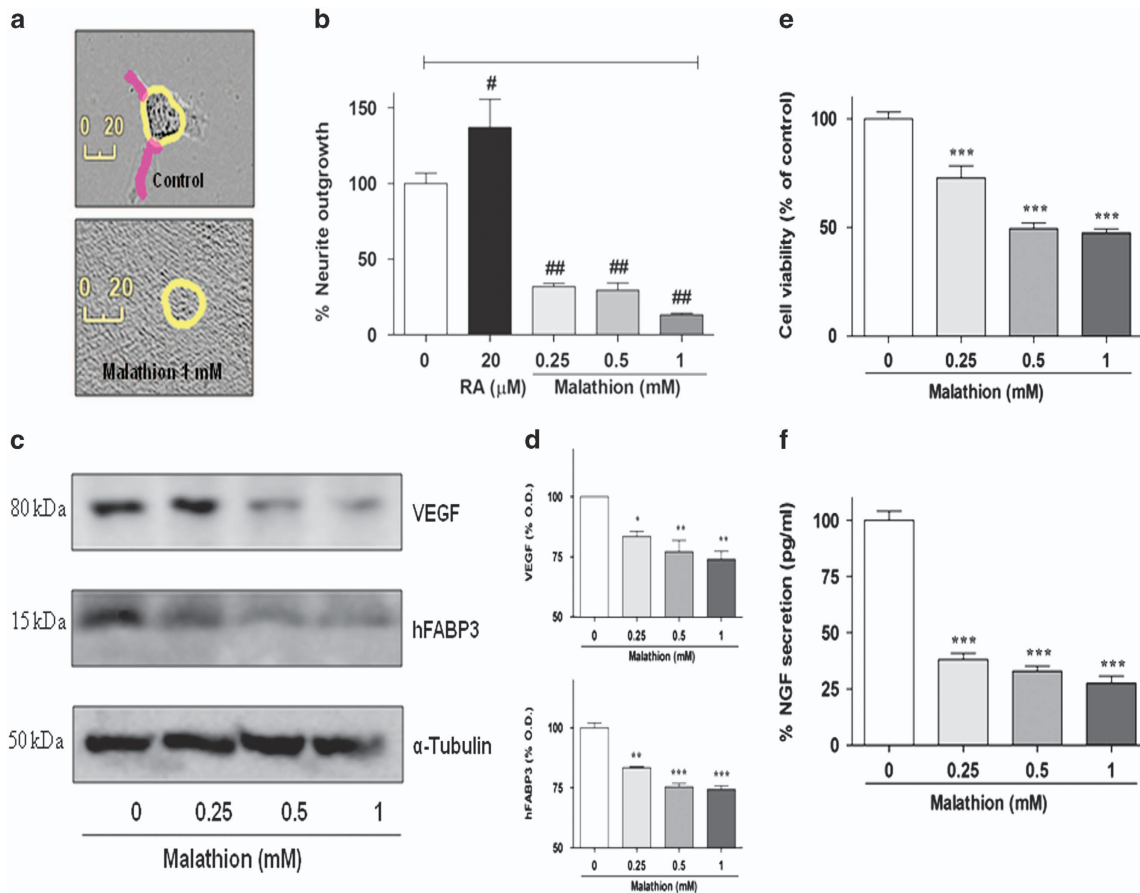 a
0 20
Control
0 20
Malathion 1 mM
b
% Neurite outgrowth
150
100
50
0
#
##
##
##
0 20 0.25 0.5 1
RA (μM) Malathion (mM)
c
80 kDa
VEGF
15 kDa
hFABP3
50 kDa
α-Tubulin
0 0.25 0.5 1
Malathion (mM)
d
VEGF (% O.D.)
100
75
50
*
**
**
0 0.25 0.5 1
Malathion (mM)
hFABP3 (% O.D.)
100
75
50
**
***
***
0 0.25 0.5 1
Malathion (mM)
e
Cell viability (% of control)
100
50
0
***
***
***
0 0.25 0.5 1
Malathion (mM)
f
% NGF secretion (pg/ml)
100
75
50
25
0
***
***
***
0 0.25 0.5 1
Malathion (mM)